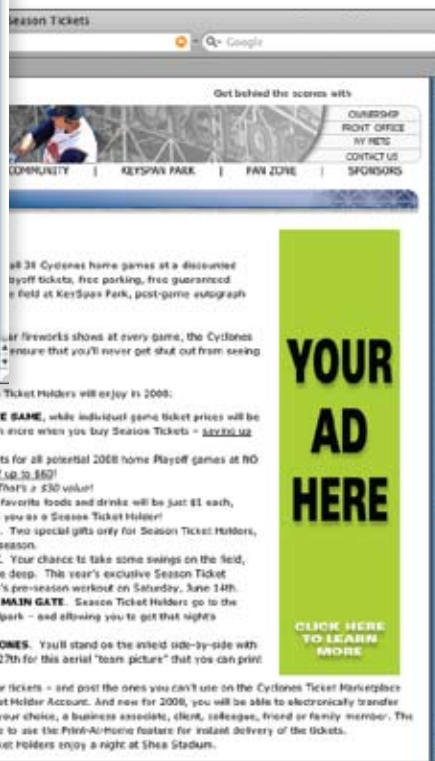 Season Tickets
Google
Get behind the scenes with
OWNERSHIP
FRONT OFFICE
NY METS
CONTACT US
COMMUNITY | KEYSPAN PARK | FAN ZONE | SPONSORS
all 38 Cyclones home games at a discounted
ayoff tickets, free parking, free guaranteed
e field at KeySpan Park, post-game autograph
ar fireworks shows at every game, the Cyclones
ensure that you'll never get shut out from seeing
Ticket Holders will enjoy in 2008:
E SAME, while individual game ticket prices will be
n more when you buy Season Tickets – saving up
ts for all potential 2008 home Playoff games at NO
f up to $60!
That's a $30 value!
favorite foods and drinks will be just $1 each,
you as a Season Ticket Holder!
. Two special gifts only for Season Ticket Holders,
season.
. Your chance to take some swings on the field,
e deep. This year's exclusive Season Ticket
's pre-season workout on Saturday, June 14th.
MAIN GATE. Season Ticket Holders go to the
lpark – and allowing you to get that night's
ONES. You'll stand on the infield side-by-side with
27th for this aerial "team picture" that you can print
r tickets – and post the ones you can't use on the Cyclones Ticket Marketplace
et Holder Account. And new for 2008, you will be able to electronically transfer
your choice, a business associate, client, colleague, friend or family member. The
e to use the Print-At-Home feature for instant delivery of the tickets.
ket Holders enjoy a night at Shea Stadium.
YOUR
AD
HERE
CLICK HERE
TO LEARN
MORE